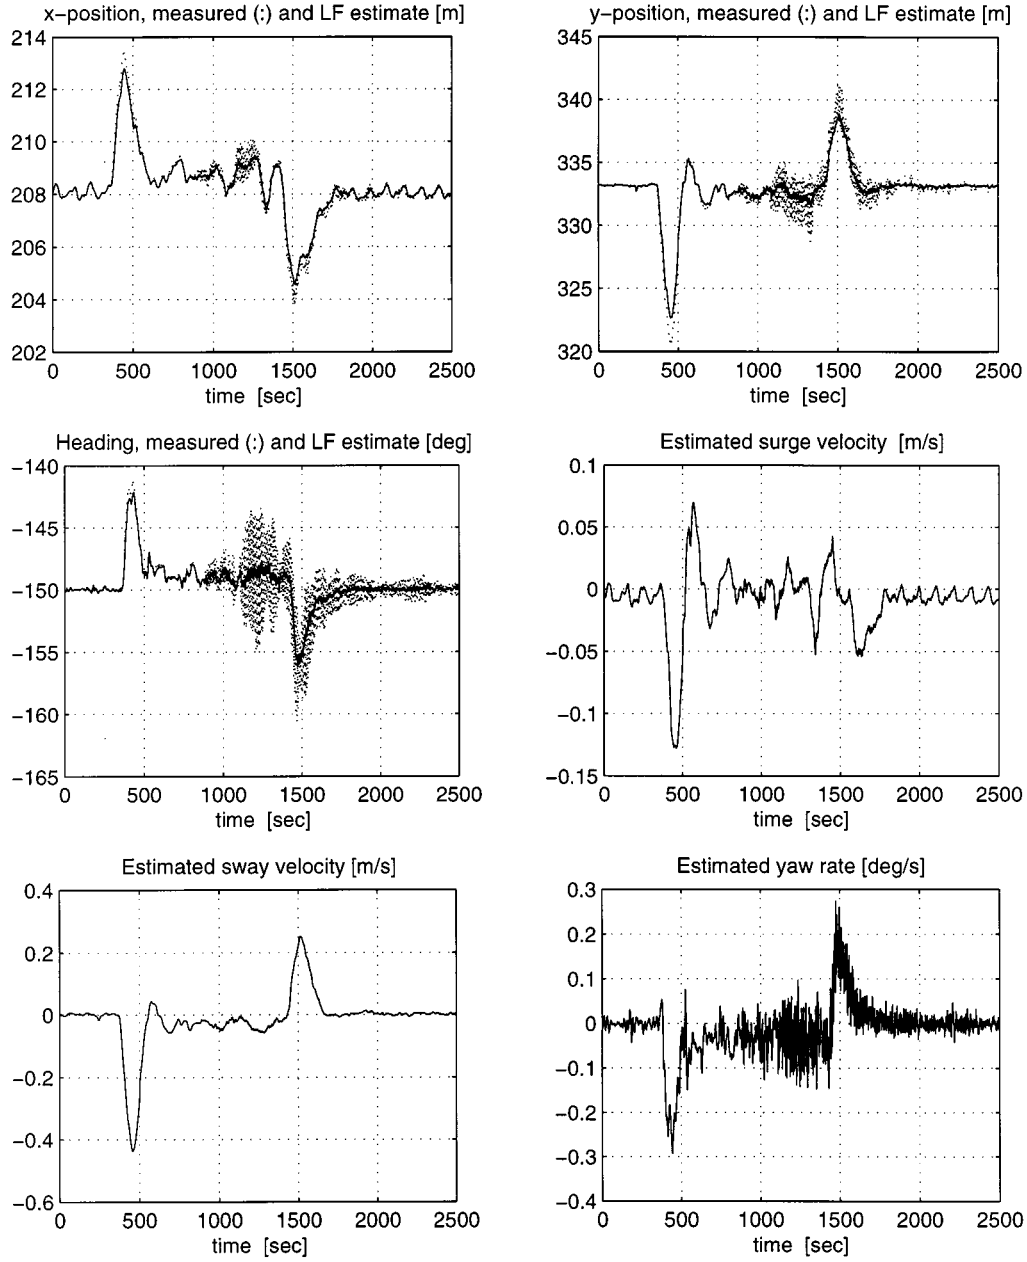 x−position, measured (:) and LF estimate [m]
214
212
210
208
206
204
202
0 500 1000 1500 2000 2500
time [sec]
y−position, measured (:) and LF estimate [m]
345
340
335
330
325
320
0 500 1000 1500 2000 2500
time [sec]
Heading, measured (:) and LF estimate [deg]
−140
−145
−150
−155
−160
−165
0 500 1000 1500 2000 2500
time [sec]
Estimated surge velocity [m/s]
0.1
0.05
0
−0.05
−0.1
−0.15
0 500 1000 1500 2000 2500
time [sec]
Estimated sway velocity [m/s]
0.4
0.2
0
−0.2
−0.4
−0.6
0 500 1000 1500 2000 2500
time [sec]
Estimated yaw rate [deg/s]
0.3
0.2
0.1
0
−0.1
−0.2
−0.3
−0.4
0 500 1000 1500 2000 2500
time [sec]